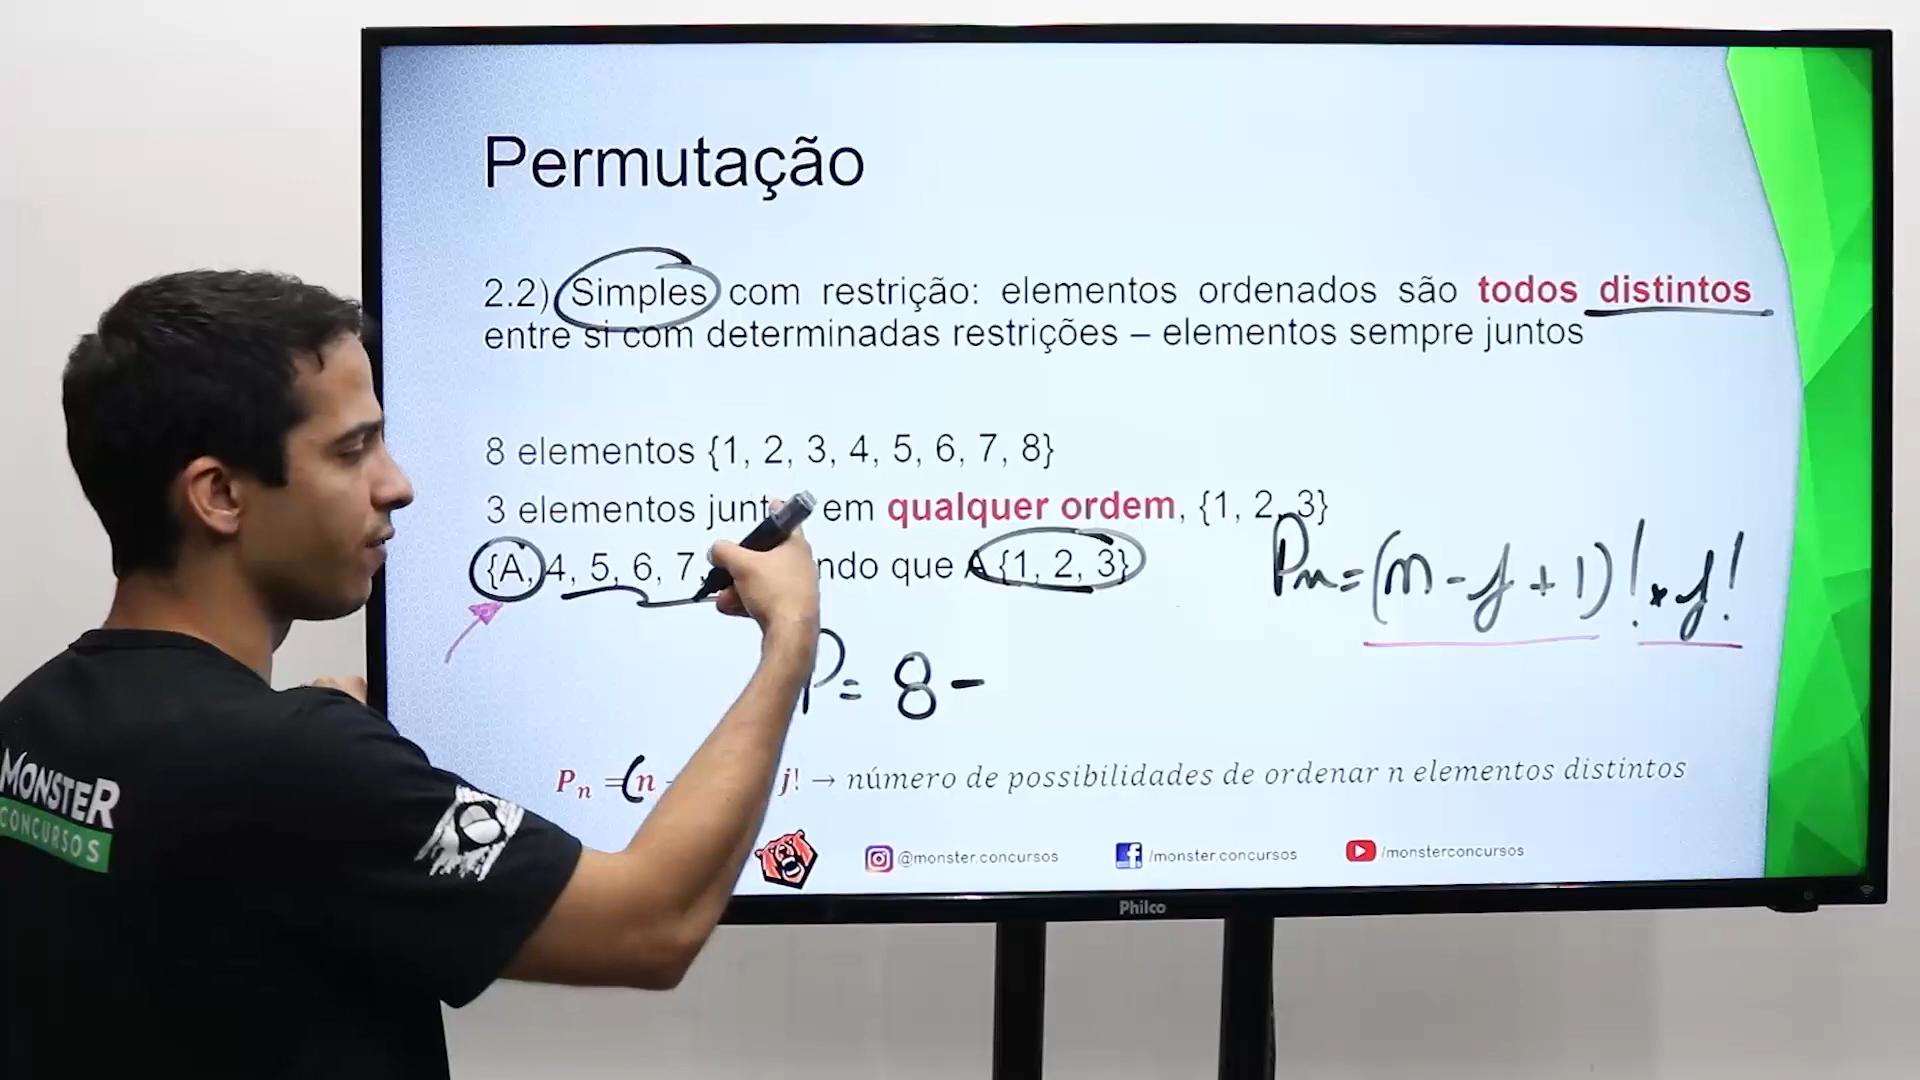 Permutação
2.2) Simples com restrição: elementos ordenados são todos distintos
entre si com determinadas restrições – elementos sempre juntos
8 elementos {1, 2, 3, 4, 5, 6, 7, 8}
3 elementos junt em qualquer ordem, {1, 2, 3}
{A, 4, 5, 6, 7, ndo que A {1, 2, 3}
Pn = (n - j + 1)! * j!
P = 8 -
Pn = (n j! → número de possibilidades de ordenar n elementos distintos
@monster.concursos /monster.concursos /monsterconcursos
Philco
MONSTER
CONCURSOS